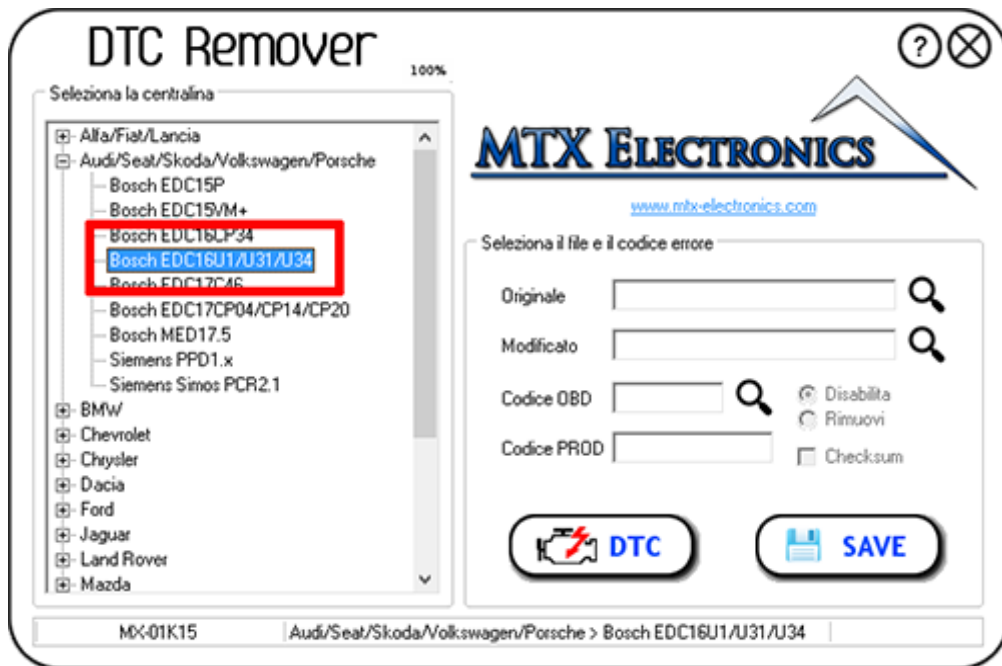 DTC Remover
100%
Seleziona la centralina
Alfa/Fiat/Lancia
Audi/Seat/Skoda/Volkswagen/Porsche
Bosch EDC15P
Bosch EDC15VM+
Bosch EDC16CP34
Bosch EDC16U1/U31/U34
Bosch EDC17C46
Bosch EDC17CP04/CP14/CP20
Bosch MED17.5
Siemens PPD1.x
Siemens Simos PCR2.1
BMW
Chevrolet
Chrysler
Dacia
Ford
Jaguar
Land Rover
Mazda
?
MTX ELECTRONICS
www.mtx-electronics.com
Seleziona il file e il codice errore
Originale
Modificato
Codice OBD
Disabilita
Rimuovi
Codice PROD
Checksum
DTC
SAVE
MX-01K15
Audi/Seat/Skoda/Volkswagen/Porsche > Bosch EDC16U1/U31/U34